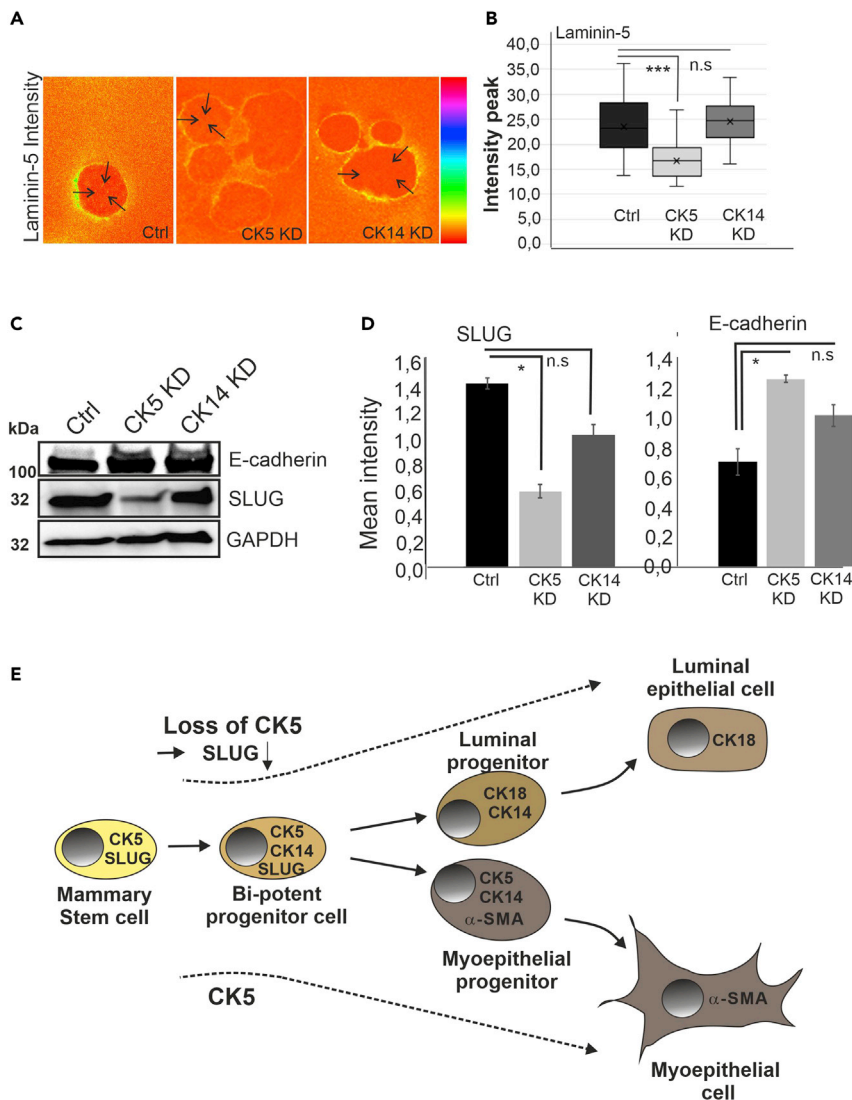 A
Laminin-5 Intensity
Ctrl
CK5 KD
CK14 KD
B
Laminin-5
40,0
35,0
30,0
25,0
20,0
15,0
10,0
5,0
0,0
Intensity peak
***
n.s
Ctrl
CK5
KD
CK14
KD
C
Ctrl
CK5 KD
CK14 KD
kDa
100
E-cadherin
32
SLUG
32
GAPDH
D
SLUG
Mean intensity
1,6
1,4
1,2
1,0
0,8
0,6
0,4
0,2
0,0
*
n.s
Ctrl
CK5
KD
CK14
KD
E-cadherin
1,4
1,2
1,0
0,8
0,6
0,4
0,2
0,0
*
n.s
Ctrl
CK5
KD
CK14
KD
E
Loss of CK5
SLUG
CK5
SLUG
Mammary
Stem cell
CK5
CK14
SLUG
Bi-potent
progenitor cell
Luminal
progenitor
CK18
CK14
CK5
CK14
α-SMA
Myoepithelial
progenitor
Luminal
epithelial cell
CK18
α-SMA
Myoepithelial
cell
CK5